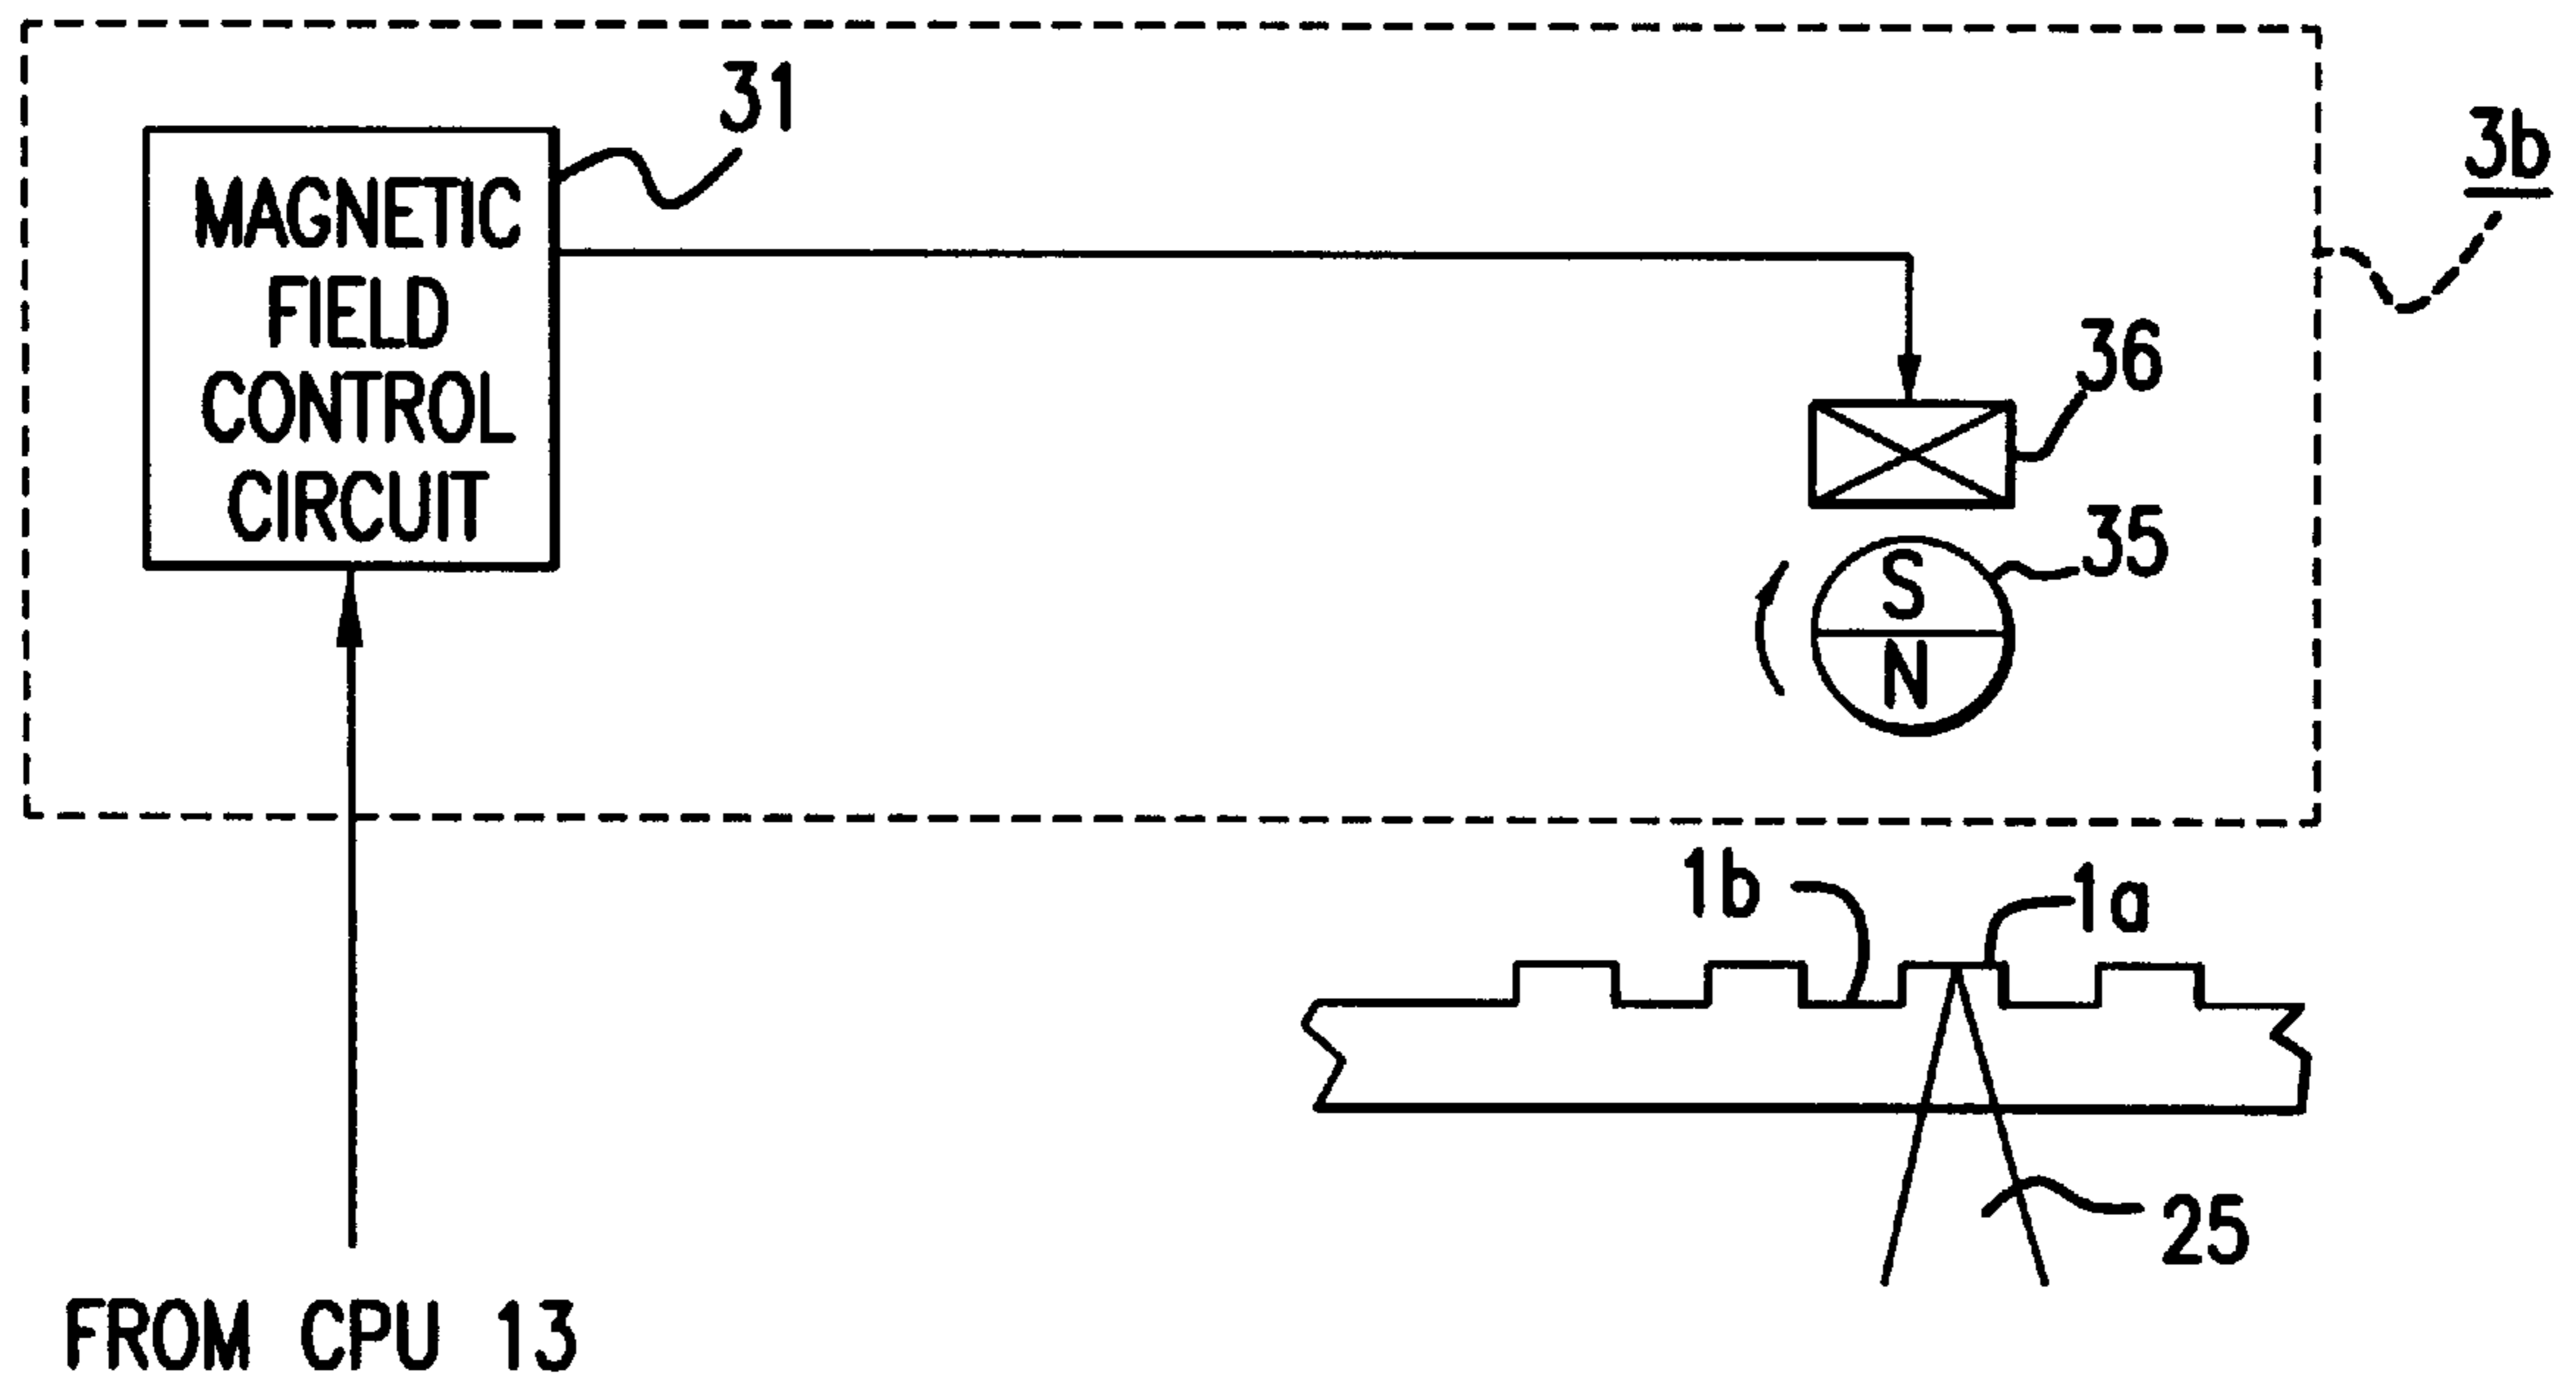 31
3b
MAGNETIC
FIELD
CONTROL
CIRCUIT
36
35
S
N
1b
1a
25
FROM CPU 13